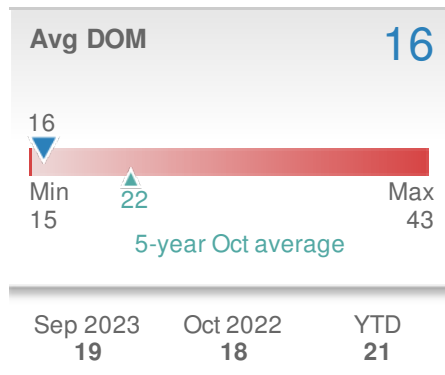 Avg DOM 16
16
Min Max
22
15 43
5-year Oct average
Sep 2023 Oct 2022 YTD
19 18 21